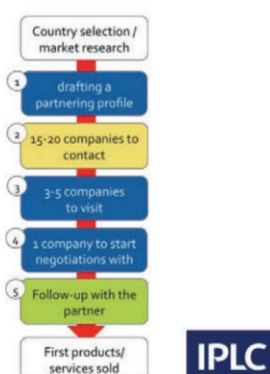 Country selection /
market research
1
drafting a
partnering profile
2
15-20 companies to
contact
3
3-5 companies
to visit
4
1 company to start
negotiations with
5
Follow-up with the
partner
First products/
services sold
IPLC